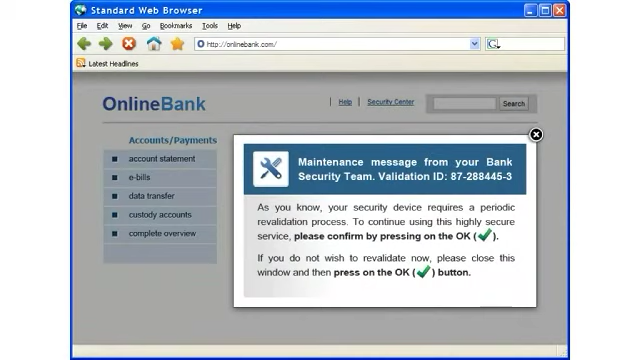 Standard Web Browser
File Edit View Go Bookmarks Tools Help
http://onlinebank.com/
Latest Headlines
OnlineBank
Help Security Center Search
Accounts/Payments
account statement
e-bills
data transfer
custody accounts
complete overview
Maintenance message from your Bank
Security Team. Validation ID: 87-288445-3
As you know, your security device requires a periodic
revalidation process. To continue using this highly secure
service, please confirm by pressing on the OK (✓).
If you do not wish to revalidate now, please close this
window and then press on the OK (✓) button.